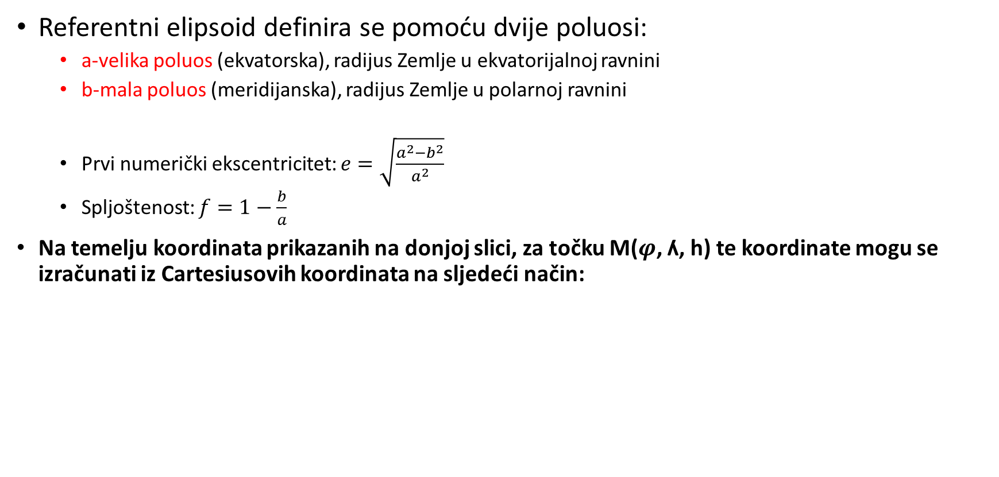 • Referentni elipsoid definira se pomoću dvije poluosi:
• a-velika poluos (ekvatorska), radijus Zemlje u ekvatorijalnoj ravnini
• b-mala poluos (meridijanska), radijus Zemlje u polarnoj ravnini
• Prvi numerički ekscentricitet: $e = \sqrt{\frac{a^2-b^2}{a^2}}$
• Spljoštenost: $f = 1 - \frac{b}{a}$
• Na temelju koordinata prikazanih na donjoj slici, za točku M(φ, ʎ, h) te koordinate mogu se
izračunati iz Cartesiusovih koordinata na sljedeći način: